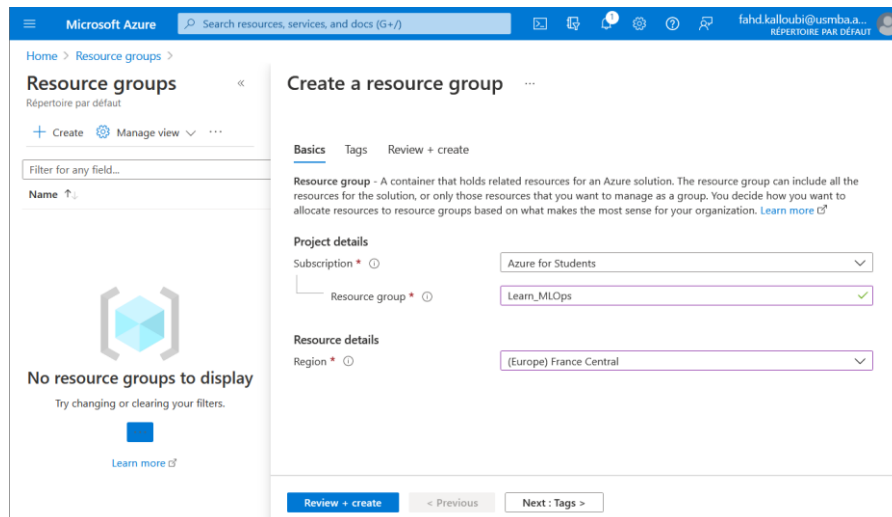 Microsoft Azure
Search resources, services, and docs (G+/)
1
fahd.kalloubi@usmba.a...
RÉPERTOIRE PAR DÉFAUT
Home > Resource groups >
Resource groups
«
Répertoire par défaut
+ Create Manage view ...
Filter for any field...
Name ↑↓
No resource groups to display
Try changing or clearing your filters.
Learn more
Create a resource group ...
Basics Tags Review + create
Resource group - A container that holds related resources for an Azure solution. The resource group can include all the
resources for the solution, or only those resources that you want to manage as a group. You decide how you want to
allocate resources to resource groups based on what makes the most sense for your organization. Learn more
Project details
Subscription * Azure for Students
Resource group * Learn_MLOps
Resource details
Region * (Europe) France Central
Review + create < Previous Next : Tags >